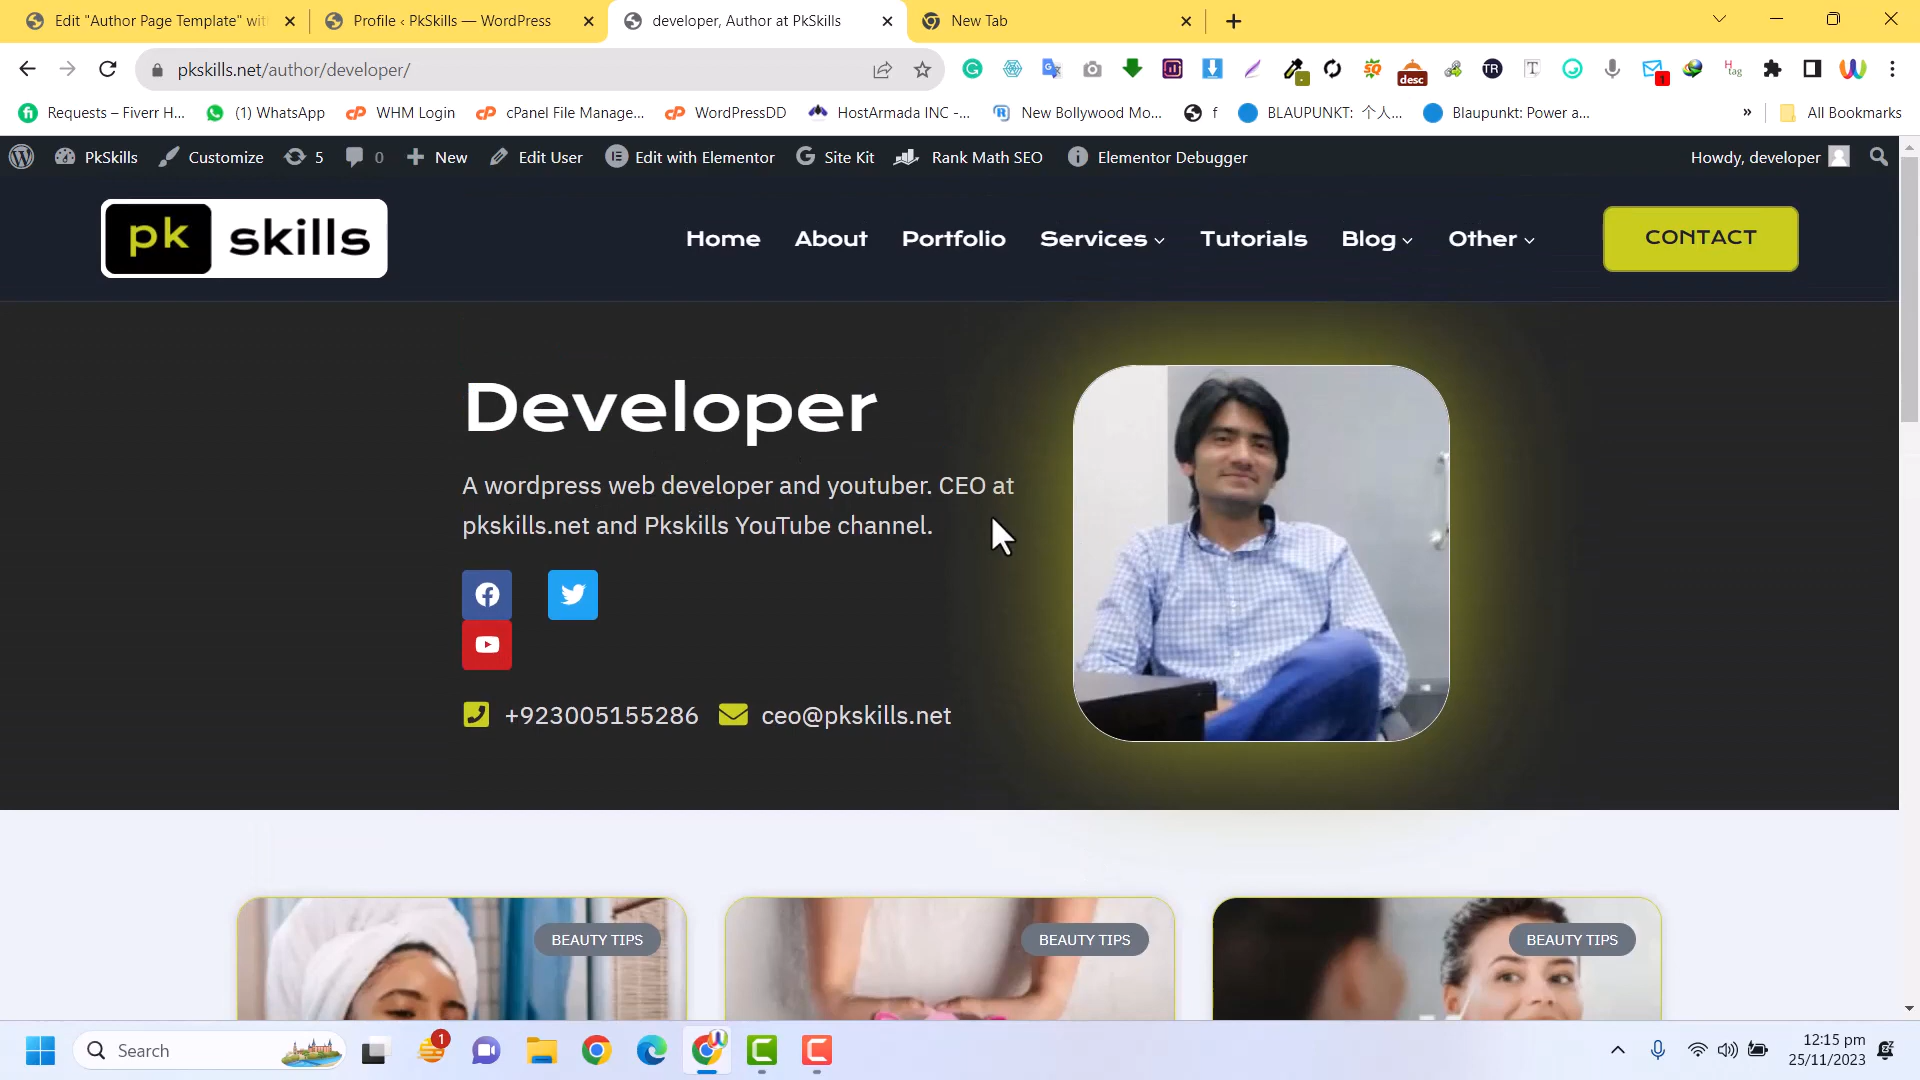 Edit "Author Page Template" wit
Profile ‹ PkSkills — WordPress
developer, Author at PkSkills
New Tab
pkskills.net/author/developer/
desc
TR
T
1
H
tag
Requests – Fiverr H...
(1) WhatsApp
WHM Login
cPanel File Manage...
WordPressDD
HostArmada INC -...
New Bollywood Mo...
f
BLAUPUNKT: 个人...
Blaupunkt: Power a...
»
All Bookmarks
PkSkills
Customize
5
0
New
Edit User
Edit with Elementor
Site Kit
Rank Math SEO
Elementor Debugger
Howdy, developer
pk skills
Home
About
Portfolio
Services
Tutorials
Blog
Other
CONTACT
Developer
A wordpress web developer and youtuber. CEO at
pkskills.net and Pkskills YouTube channel.
+923005155286
ceo@pkskills.net
BEAUTY TIPS
BEAUTY TIPS
BEAUTY TIPS
Search
1
12:15 pm
25/11/2023